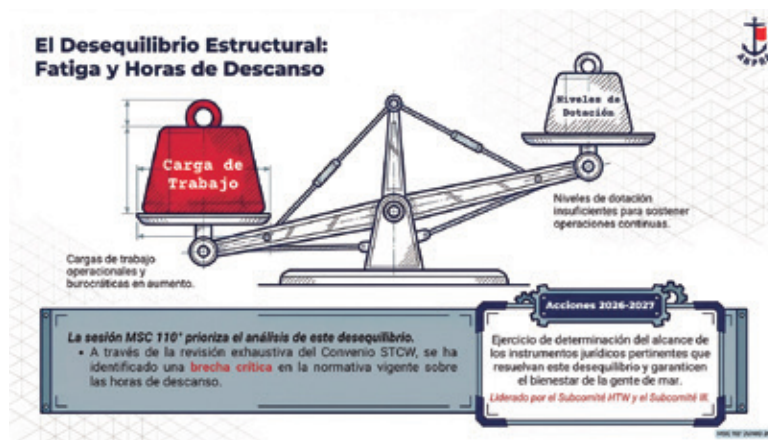 El Desequilibrio Estructural:
Fatiga y Horas de Descanso
Niveles de
Dotación
Carga de
Trabajo
Niveles de dotación
insuficientes para sostener
operaciones continuas.
Cargas de trabajo
operacionales y
burocráticas en aumento.
Acciones 2026-2027
La sesión MSC 110° prioriza el análisis de este desequilibrio.
• A través de la revisión exhaustiva del Convenio STCW, se ha
identificado una brecha crítica en la normativa vigente sobre
las horas de descanso.
Ejercicio de determinación del alcance de
los instrumentos jurídicos pertinentes que
resuelvan este desequilibrio y garanticen
el bienestar de la gente de mar.
Liderado por el Subcomité HTW y el Subcomité III.